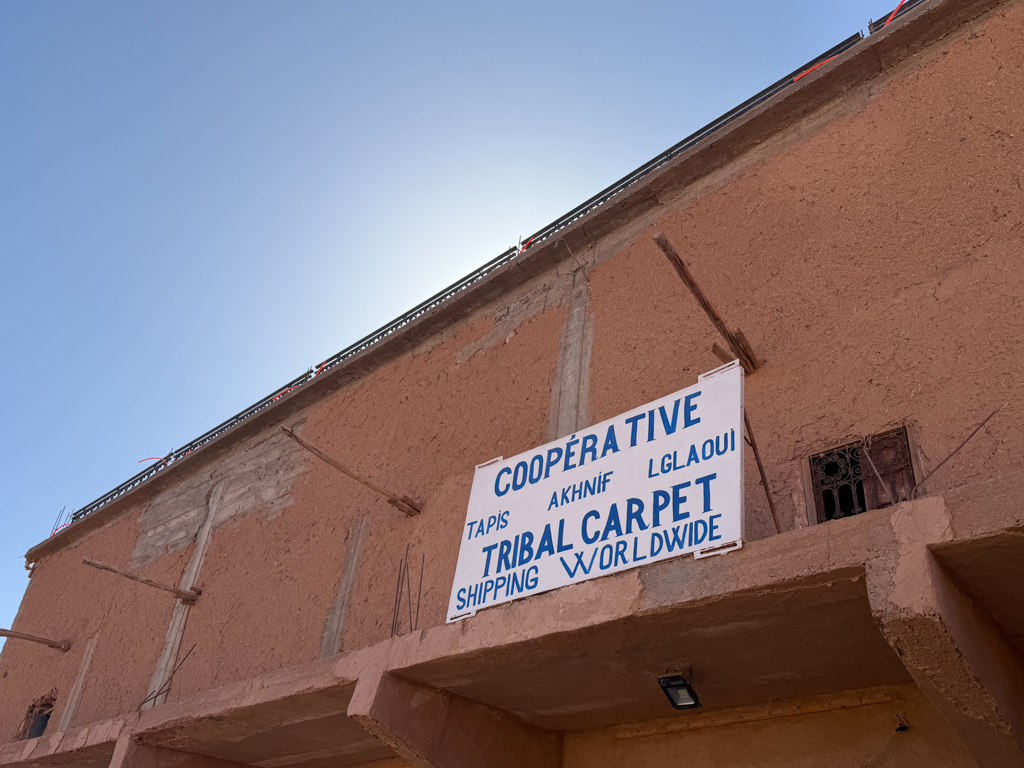 COOPÉRATIVE
TAPIS AKHNIF LGLAOUI
TRIBAL CARPET
SHIPPING WORLDWIDE